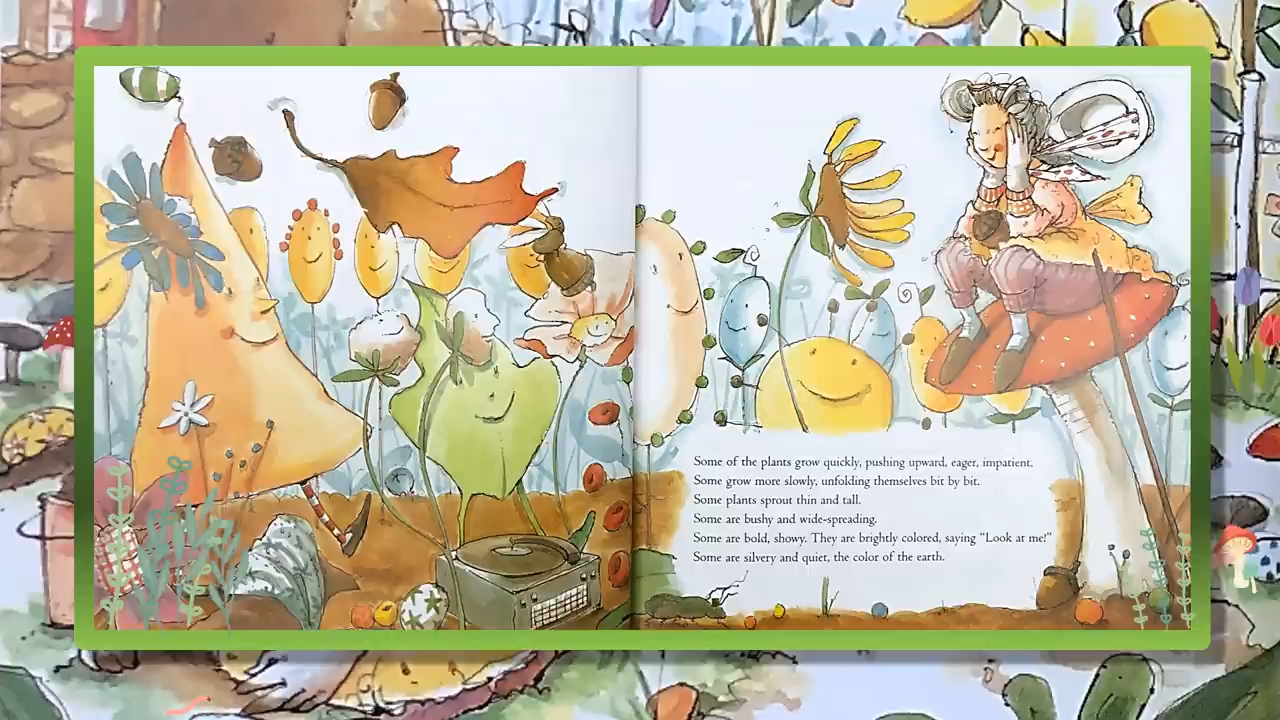 Some of the plants grow quickly, pushing upward, eager, impatient.
Some grow more slowly, unfolding themselves bit by bit.
Some plants sprout thin and tall.
Some are bushy and wide-spreading.
Some are bold, showy. They are brightly colored, saying “Look at me!”
Some are silvery and quiet, the color of the earth.